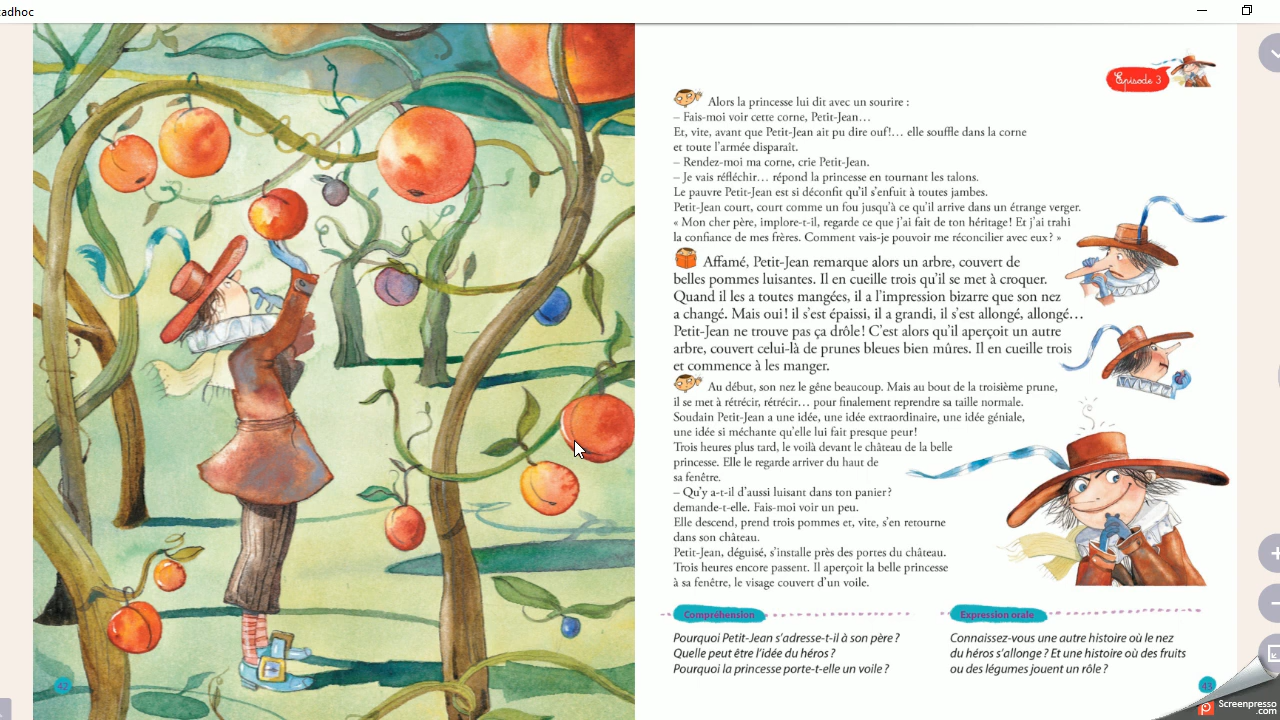 adhoc
Episode 3
Alors la princesse lui dit avec un sourire :
– Fais-moi voir cette corne, Petit-Jean…
Et, vite, avant que Petit-Jean ait pu dire ouf !… elle souffle dans la corne
et toute l'armée disparaît.
– Rendez-moi ma corne, crie Petit-Jean.
– Je vais réfléchir… répond la princesse en tournant les talons.
Le pauvre Petit-Jean est si déconfit qu'il s'enfuit à toutes jambes.
Petit-Jean court, court comme un fou jusqu'à ce qu'il arrive dans un étrange verger.
« Mon cher père, implore-t-il, regarde ce que j'ai fait de ton héritage ! Et j'ai trahi
la confiance de mes frères. Comment vais-je pouvoir me réconcilier avec eux ? »
Affamé, Petit-Jean remarque alors un arbre, couvert de
belles pommes luisantes. Il en cueille trois qu'il se met à croquer.
Quand il les a toutes mangées, il a l'impression bizarre que son nez
a changé. Mais oui ! il s'est épaissi, il a grandi, il s'est allongé, allongé…
Petit-Jean ne trouve pas ça drôle ! C'est alors qu'il aperçoit un autre
arbre, couvert celui-là de prunes bleues bien mûres. Il en cueille trois
et commence à les manger.
Au début, son nez le gêne beaucoup. Mais au bout de la troisième prune,
il se met à rétrécir, rétrécir… pour finalement reprendre sa taille normale.
Soudain Petit-Jean a une idée, une idée extraordinaire, une idée géniale,
une idée si méchante qu'elle lui fait presque peur !
Trois heures plus tard, le voilà devant le château de la belle
princesse. Elle le regarde arriver du haut de
sa fenêtre.
– Qu'y a-t-il d'aussi luisant dans ton panier ?
demande-t-elle. Fais-moi voir un peu.
Elle descend, prend trois pommes et, vite, s'en retourne
dans son château.
Petit-Jean, déguisé, s'installe près des portes du château.
Trois heures encore passent. Il aperçoit la belle princesse
à sa fenêtre, le visage couvert d'un voile.
Compréhension
Pourquoi Petit-Jean s'adresse-t-il à son père ?
Quelle peut être l'idée du héros ?
Pourquoi la princesse porte-t-elle un voile ?
Expression orale
Connaissez-vous une autre histoire où le nez
du héros s'allonge ? Et une histoire où des fruits
ou des légumes jouent un rôle ?
42
43
Screenpresso
.com